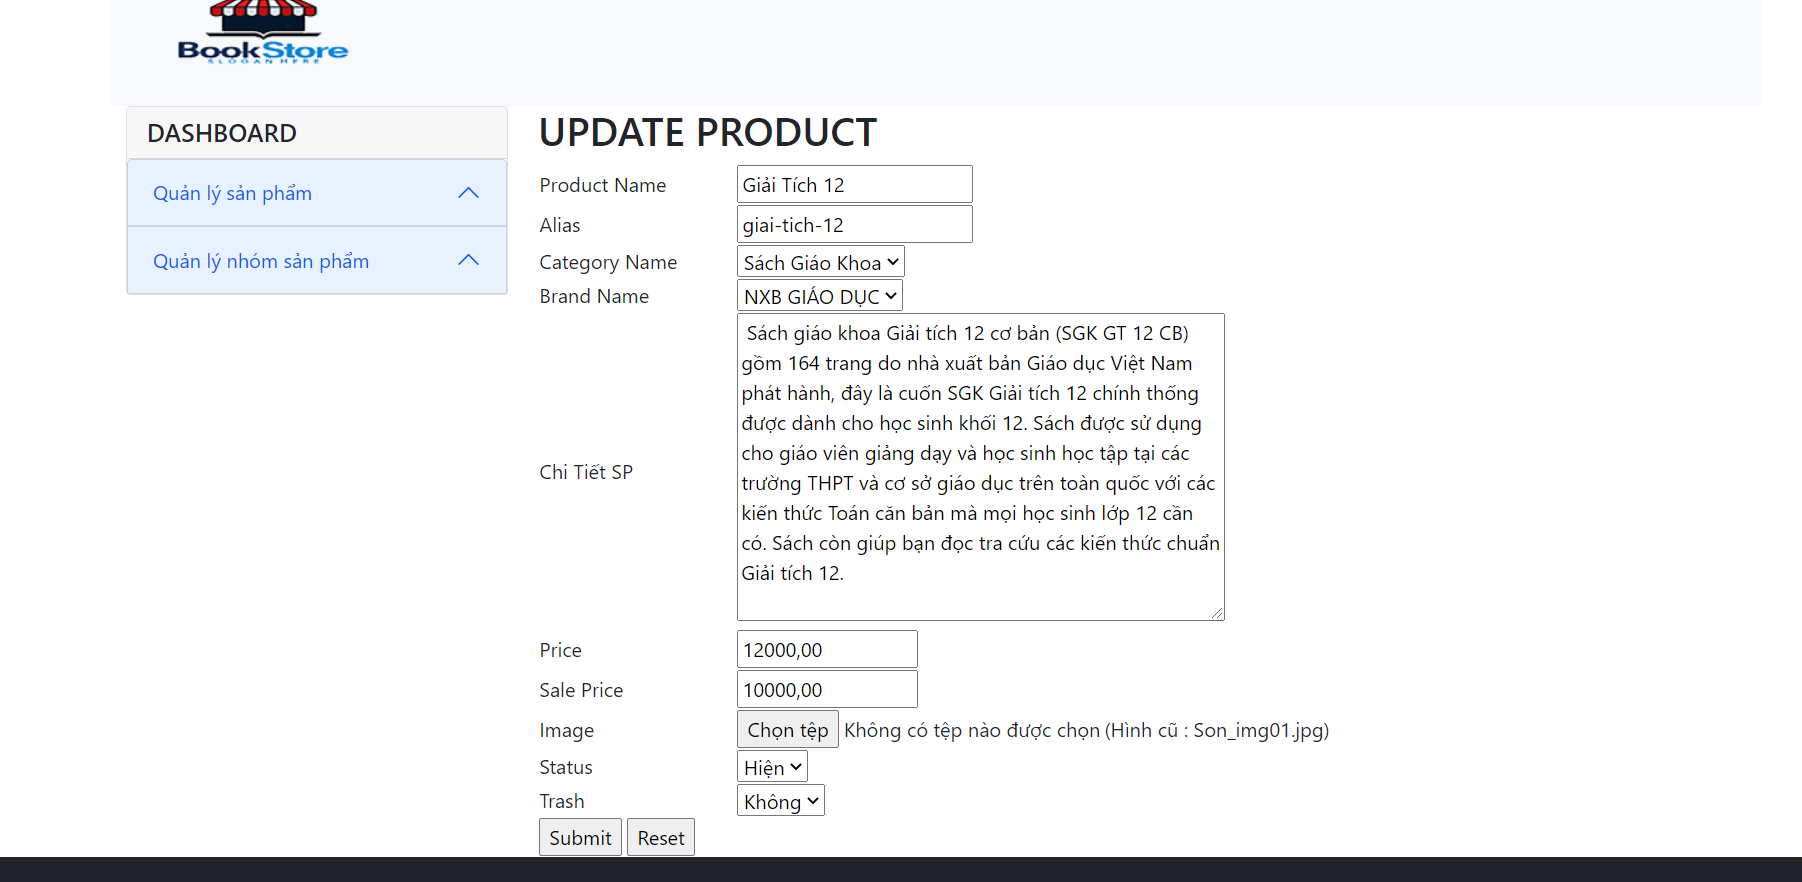 BookStore
SLOGAN HERE
DASHBOARD
Quản lý sản phẩm
Quản lý nhóm sản phẩm
UPDATE PRODUCT
Product Name Giải Tích 12
Alias giai-tich-12
Category Name Sách Giáo Khoa
Brand Name NXB GIÁO DỤC
Chi Tiết SP
Sách giáo khoa Giải tích 12 cơ bản (SGK GT 12 CB)
gồm 164 trang do nhà xuất bản Giáo dục Việt Nam
phát hành, đây là cuốn SGK Giải tích 12 chính thống
được dành cho học sinh khối 12. Sách được sử dụng
cho giáo viên giảng dạy và học sinh học tập tại các
trường THPT và cơ sở giáo dục trên toàn quốc với các
kiến thức Toán căn bản mà mọi học sinh lớp 12 cần
có. Sách còn giúp bạn đọc tra cứu các kiến thức chuẩn
Giải tích 12.
Price 12000,00
Sale Price 10000,00
Image Chọn tệp Không có tệp nào được chọn (Hình cũ : Son_img01.jpg)
Status Hiện
Trash Không
Submit Reset